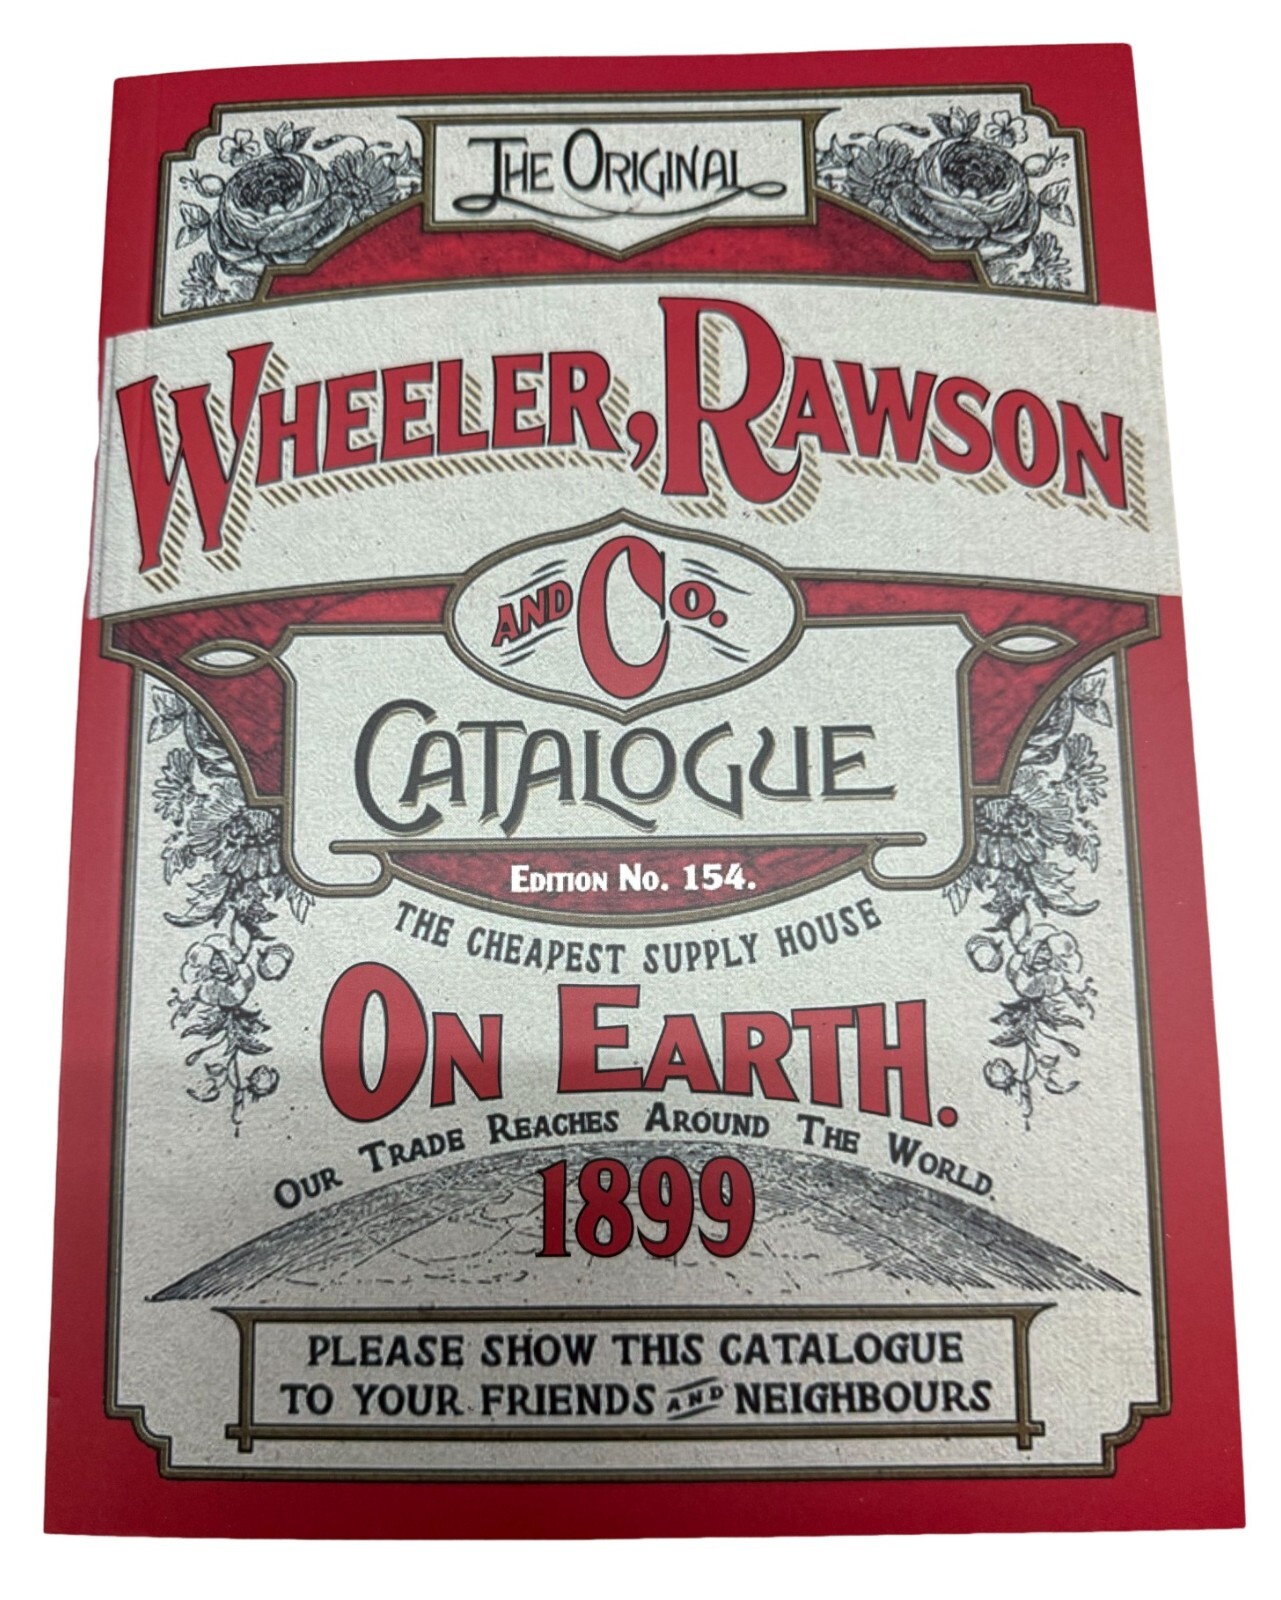 The Original
Wheeler, Rawson
and Co.
Catalogue
Edition No. 154.
THE CHEAPEST SUPPLY HOUSE
On Earth.
Our Trade Reaches Around The World.
1899
PLEASE SHOW THIS CATALOGUE
TO YOUR FRIENDS AND NEIGHBOURS